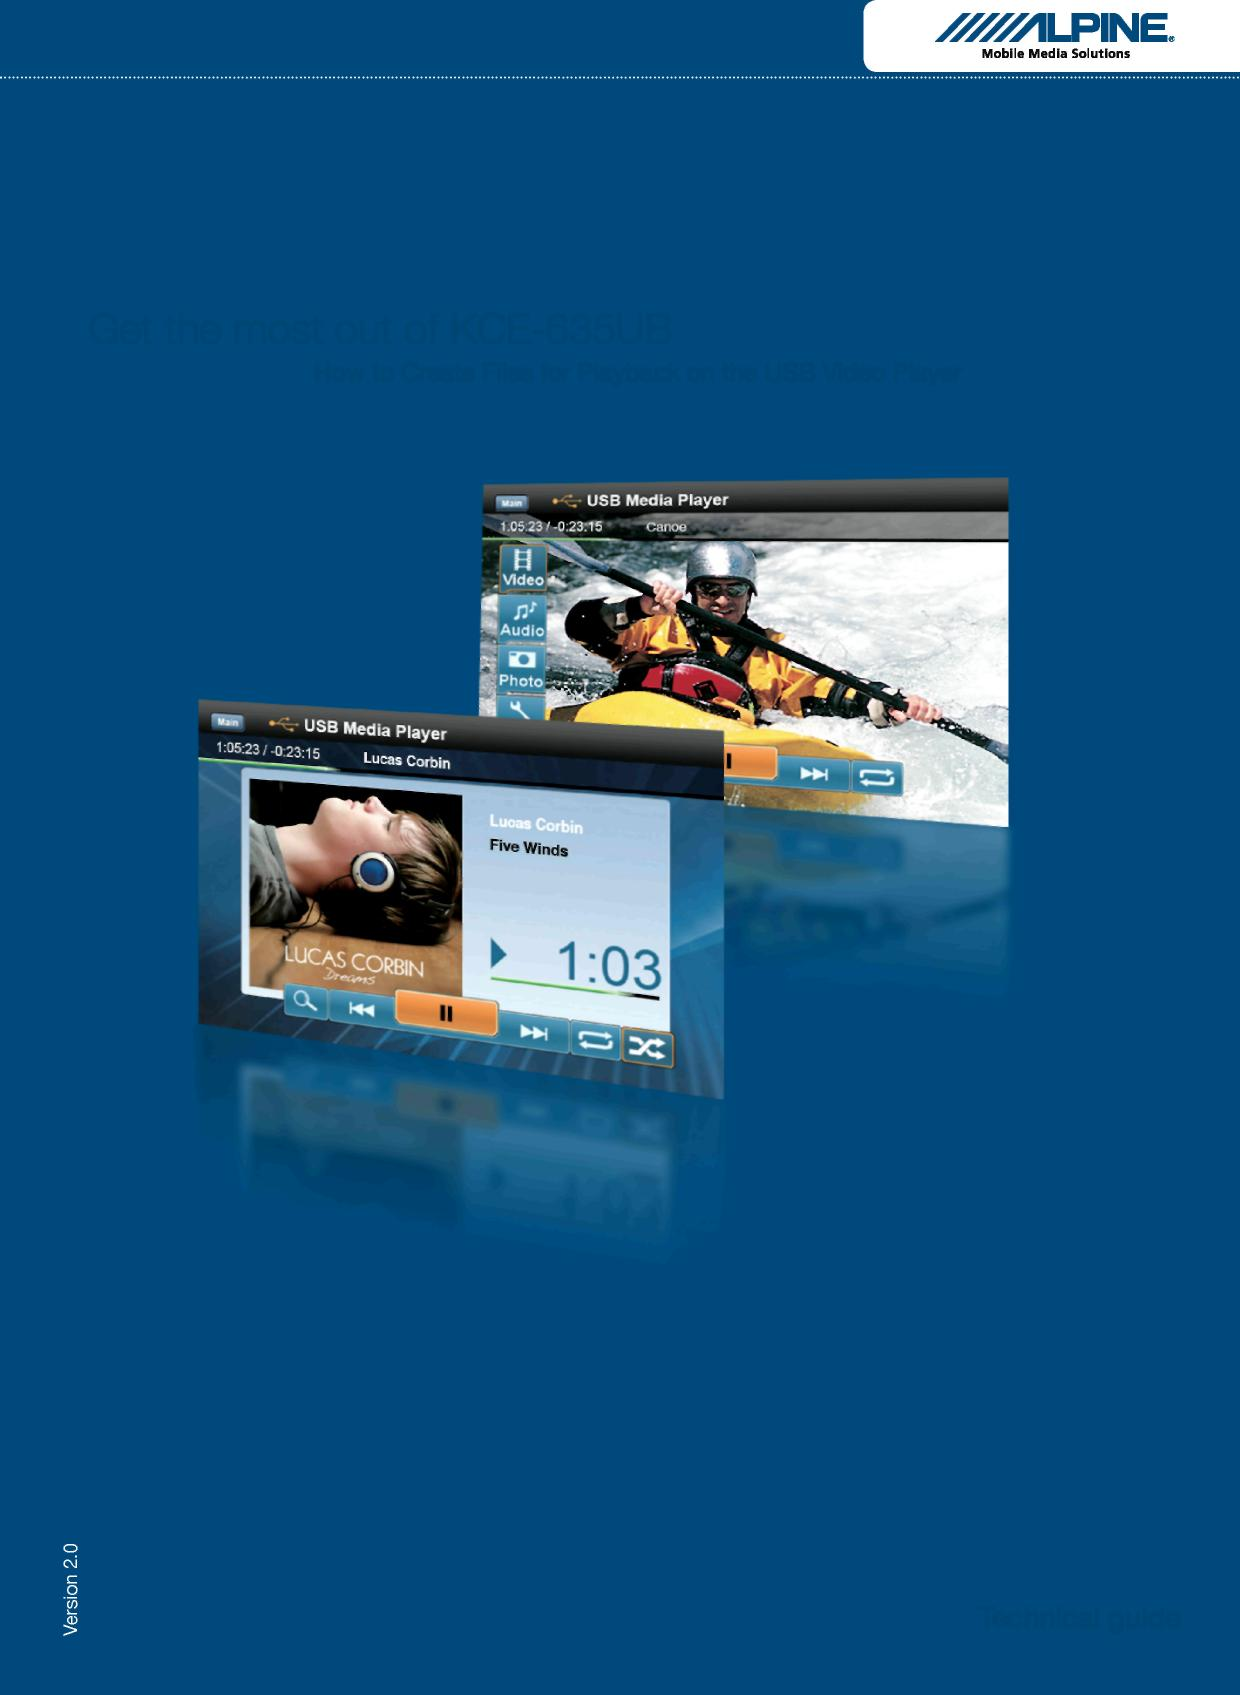 ALPINE®
Mobile Media Solutions
Get the most out of KCE-635UB
How to Create Files for Playback on the USB Video Player
Main
USB Media Player
1:05:23 / -0:23:15
Canoe
Video
Audio
Photo
Main
USB Media Player
1:05:23 / -0:23:15
Lucas Corbin
Lucas Corbin
Five Winds
1:03
LUCAS CORBIN
Dreams
Version 2.0
Technical guide